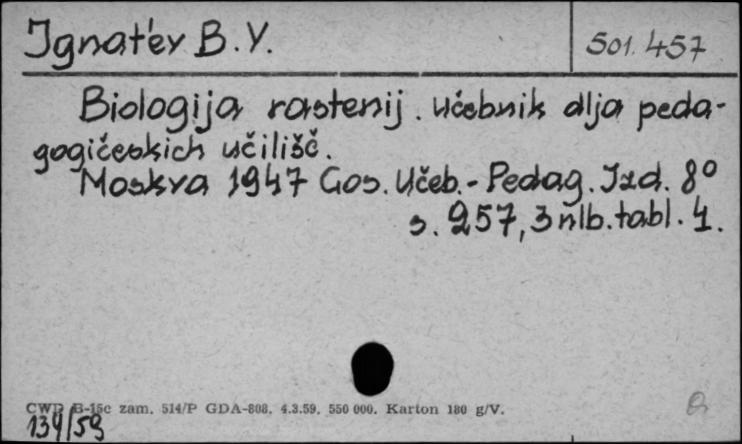 Ignat'ev B. V.
501.457
Biologija rastenij. učebnik dlja peda-
gogičeskich učilišč.
Moskva 1947 Gos. Učeb.-Pedag. Izd. 8°
s. 257, 3 nlb. tabl. 4.
CWD B-15c zam. 514/P GDA-808. 4.3.59. 550 000. Karton 180 g/V.
134/59